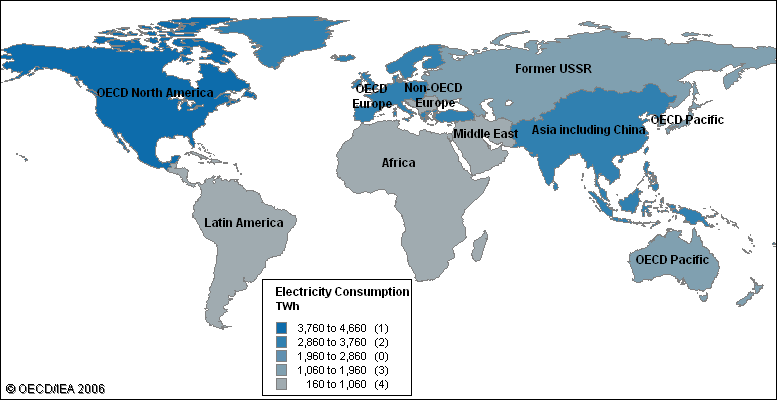 OECD North America
OECD
Europe
Non-OECD
Europe
Former USSR
OECD Pacific
Middle East
Asia including China
Africa
Latin America
OECD Pacific
Electricity Consumption
TWh
3,760 to 4,660 (1)
2,860 to 3,760 (2)
1,960 to 2,860 (0)
1,060 to 1,960 (3)
160 to 1,060 (4)
© OECD/IEA 2006